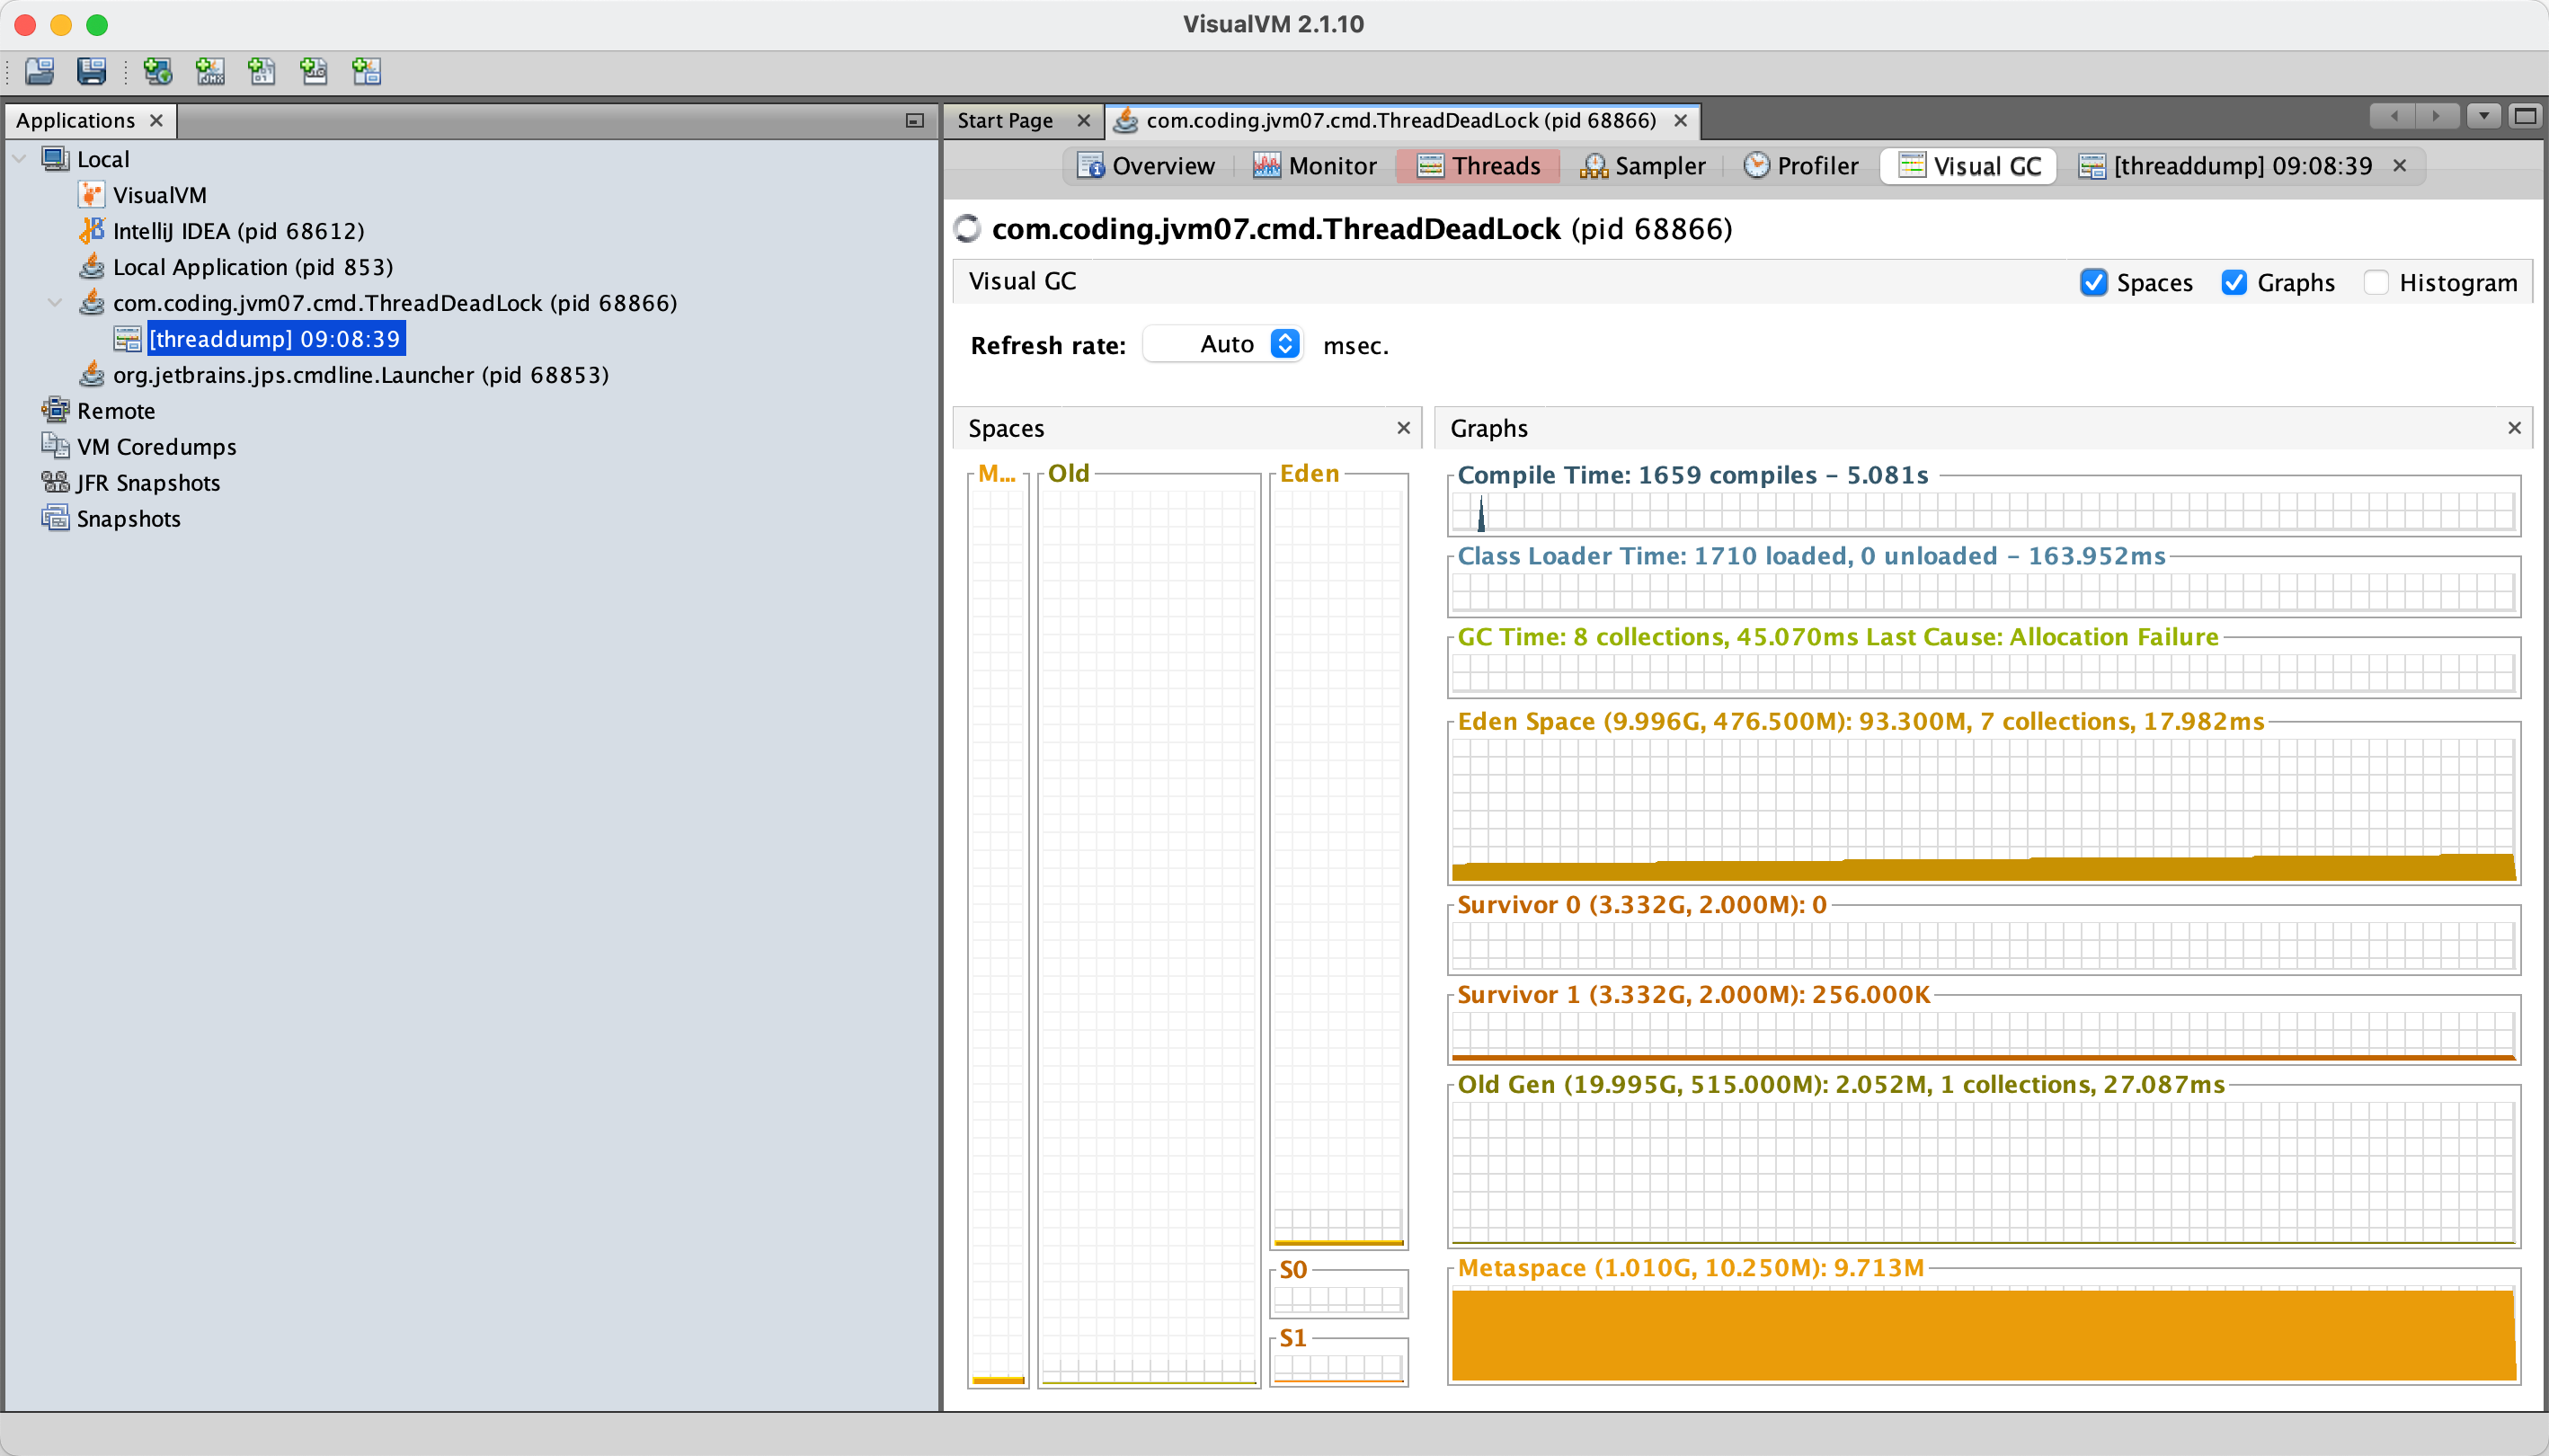 VisualVM 2.1.10
Applications
Local
VisualVM
IntelliJ IDEA (pid 68612)
Local Application (pid 853)
com.coding.jvm07.cmd.ThreadDeadLock (pid 68866)
[threaddump] 09:08:39
org.jetbrains.jps.cmdline.Launcher (pid 68853)
Remote
VM Coredumps
JFR Snapshots
Snapshots
Start Page
com.coding.jvm07.cmd.ThreadDeadLock (pid 68866)
Overview
Monitor
Threads
Sampler
Profiler
Visual GC
[threaddump] 09:08:39
com.coding.jvm07.cmd.ThreadDeadLock (pid 68866)
Visual GC
Spaces
Graphs
Histogram
Refresh rate: Auto msec.
Spaces
M...
Old
Eden
S0
S1
Graphs
Compile Time: 1659 compiles - 5.081s
Class Loader Time: 1710 loaded, 0 unloaded - 163.952ms
GC Time: 8 collections, 45.070ms Last Cause: Allocation Failure
Eden Space (9.996G, 476.500M): 93.300M, 7 collections, 17.982ms
Survivor 0 (3.332G, 2.000M): 0
Survivor 1 (3.332G, 2.000M): 256.000K
Old Gen (19.995G, 515.000M): 2.052M, 1 collections, 27.087ms
Metaspace (1.010G, 10.250M): 9.713M